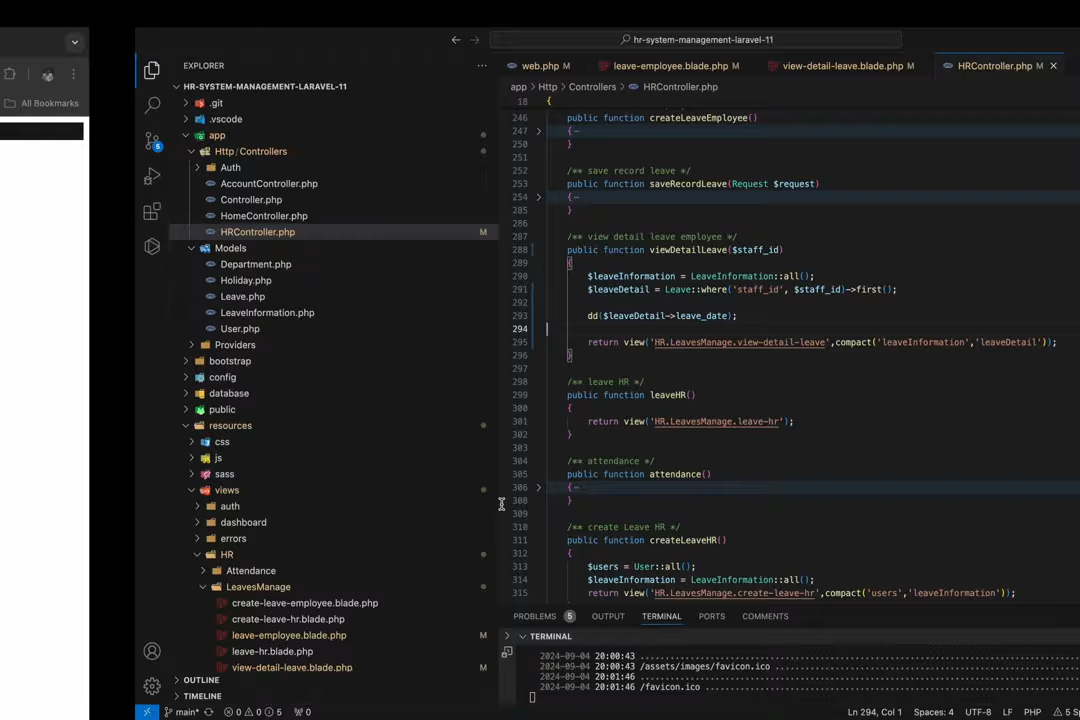 hr-system-management-laravel-11
All Bookmarks
EXPLORER
HR-SYSTEM-MANAGEMENT-LARAVEL-11
.git
.vscode
app
Http / Controllers
Auth
AccountController.php
Controller.php
HomeController.php
HRController.php M
Models
Department.php
Holiday.php
Leave.php
LeaveInformation.php
User.php
Providers
bootstrap
config
database
public
resources
css
js
sass
views
auth
dashboard
errors
HR
Attendance
LeavesManage
create-leave-employee.blade.php
create-leave-hr.blade.php
leave-employee.blade.php M
leave-hr.blade.php
view-detail-leave.blade.php M
OUTLINE
TIMELINE
5
web.php M leave-employee.blade.php M view-detail-leave.blade.php M HRController.php M
app > Http > Controllers > HRController.php
18 {
246 public function createLeaveEmployee()
247 {
250 }
251
252 /** save record leave */
253 public function saveRecordLeave(Request $request)
254 {
285 }
286
287 /** view detail leave employee */
288 public function viewDetailLeave($staff_id)
289 {
290 $leaveInformation = LeaveInformation::all();
291 $leaveDetail = Leave::where('staff_id', $staff_id)->first();
292
293 dd($leaveDetail->leave_date);
294
295 return view('HR.LeavesManage.view-detail-leave',compact('leaveInformation','leaveDetail'));
296 }
297
298 /** leave HR */
299 public function leaveHR()
300 {
301 return view('HR.LeavesManage.leave-hr');
302 }
303
304 /** attendance */
305 public function attendance()
306 {
308 }
309
310 /** create Leave HR */
311 public function createLeaveHR()
312 {
313 $users = User::all();
314 $leaveInformation = LeaveInformation::all();
315 return view('HR.LeavesManage.create-leave-hr',compact('users','leaveInformation'));
PROBLEMS 5 OUTPUT TERMINAL PORTS COMMENTS
TERMINAL
2024-09-04 20:00:43
2024-09-04 20:00:43 /assets/images/favicon.ico
2024-09-04 20:01:46
2024-09-04 20:01:46 /favicon.ico
main* 0 0 5 0 Ln 294, Col 1 Spaces: 4 UTF-8 LF PHP 5 Sp